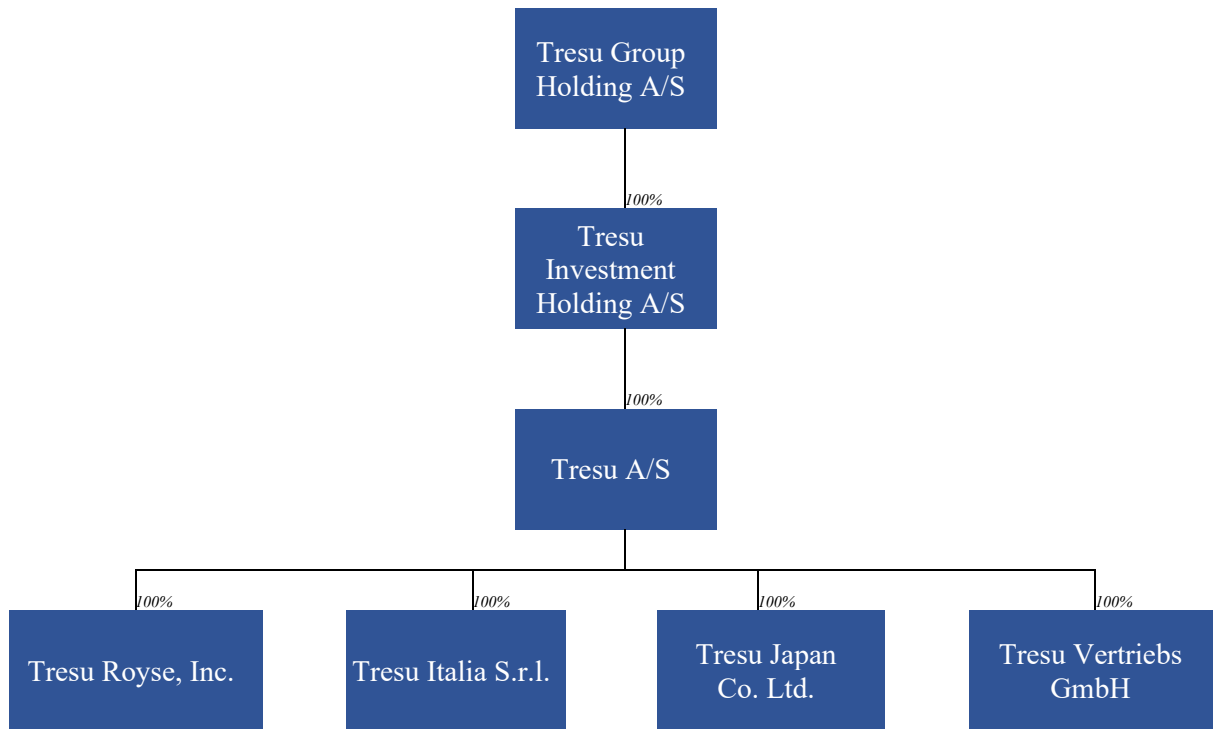 Tresu Group
Holding A/S
100%
Tresu
Investment
Holding A/S
100%
Tresu A/S
100%
100%
100%
100%
Tresu Royse, Inc.
Tresu Italia S.r.l.
Tresu Japan
Co. Ltd.
Tresu Vertriebs
GmbH